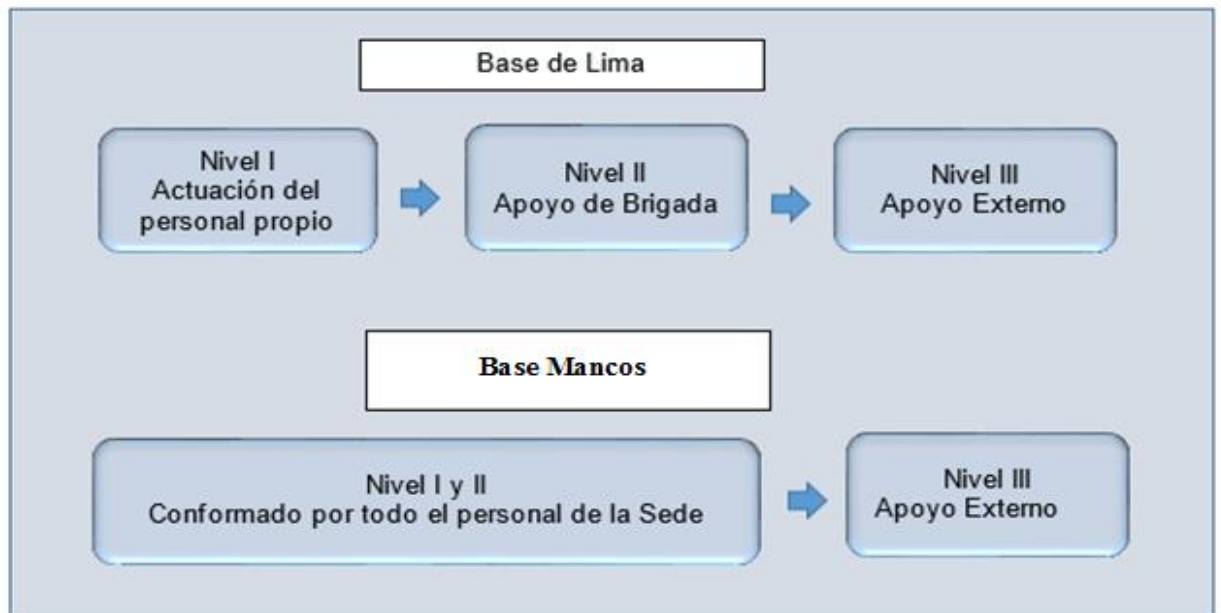 Base de Lima
Nivel I
Actuación del
personal propio
Nivel II
Apoyo de Brigada
Nivel III
Apoyo Externo
Base Mancos
Nivel I y II
Conformado por todo el personal de la Sede
Nivel III
Apoyo Externo